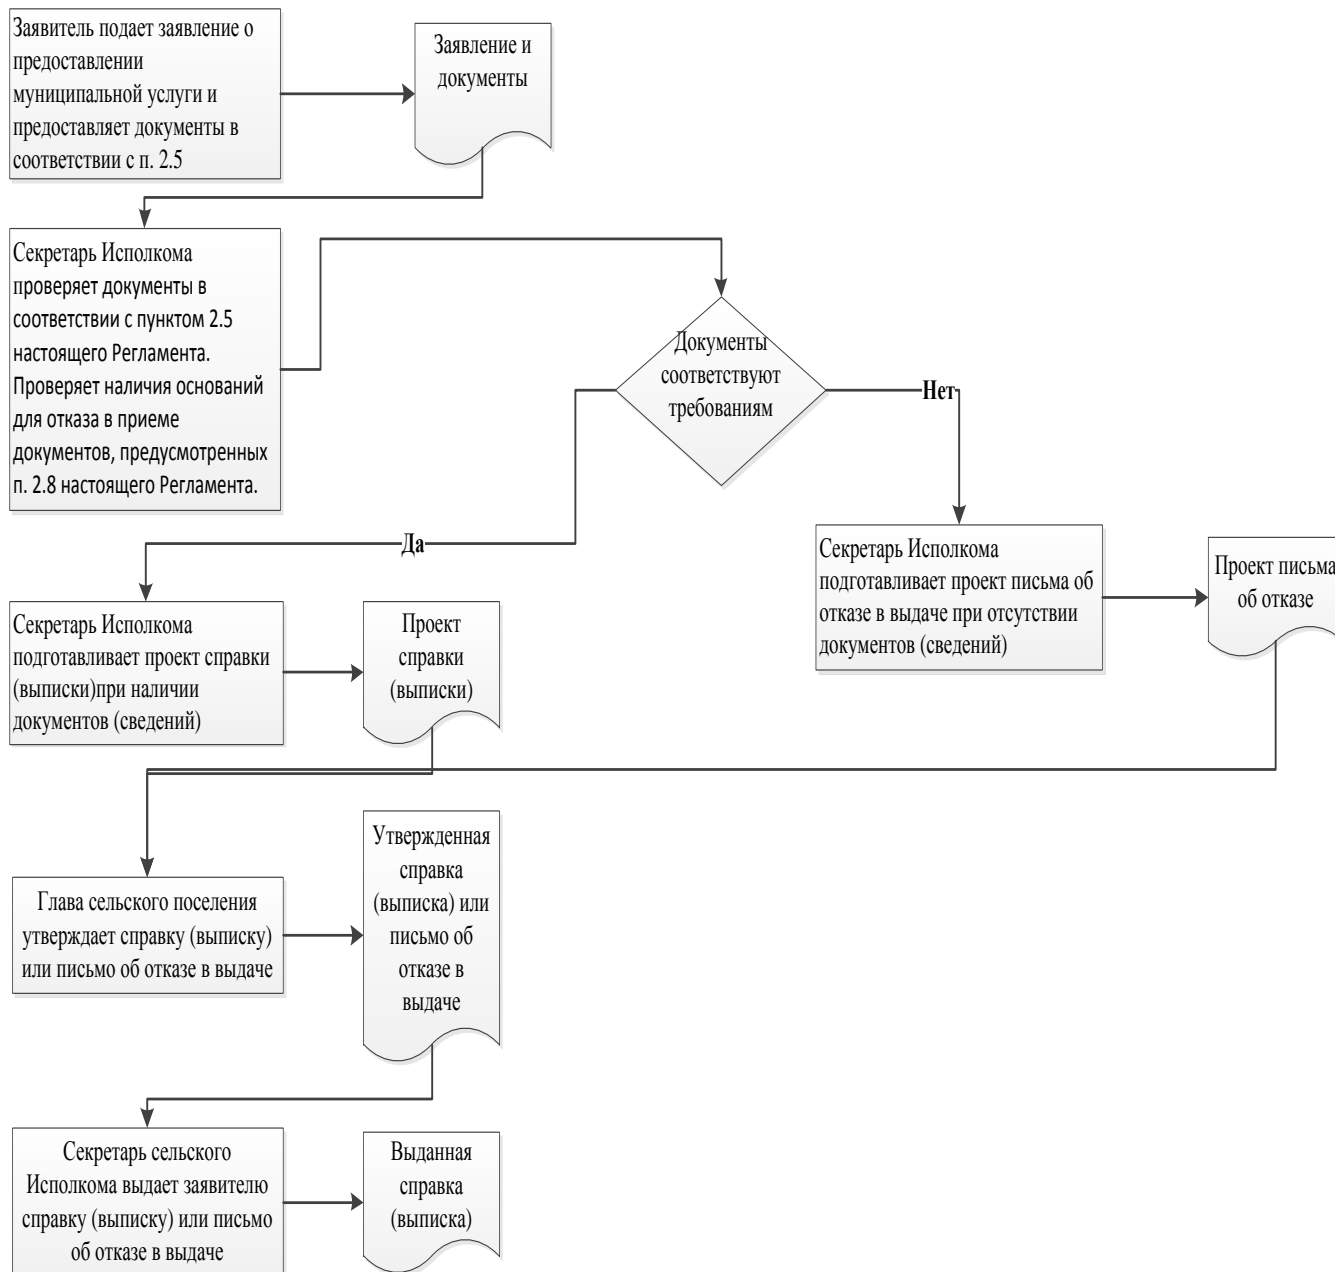 Заявитель подает заявление о
предоставлении
муниципальной услуги и
предоставляет документы в
соответствии с п. 2.5
Заявление и
документы
Секретарь Исполкома
проверяет документы в
соответствии с пунктом 2.5
настоящего Регламента.
Проверяет наличия оснований
для отказа в приеме
документов, предусмотренных
п. 2.8 настоящего Регламента.
Документы
соответствуют
требованиям
Нет
Да
Секретарь Исполкома
подготавливает проект письма об
отказе в выдаче при отсутствии
документов (сведений)
Проект письма
об отказе
Секретарь Исполкома
подготавливает проект справки
(выписки)при наличии
документов (сведений)
Проект
справки
(выписки)
Глава сельского поселения
утверждает справку (выписку)
или письмо об отказе в выдаче
Утвержденная
справка
(выписка) или
письмо об
отказе в
выдаче
Секретарь сельского
Исполкома выдает заявителю
справку (выписку) или письмо
об отказе в выдаче
Выданная
справка
(выписка)